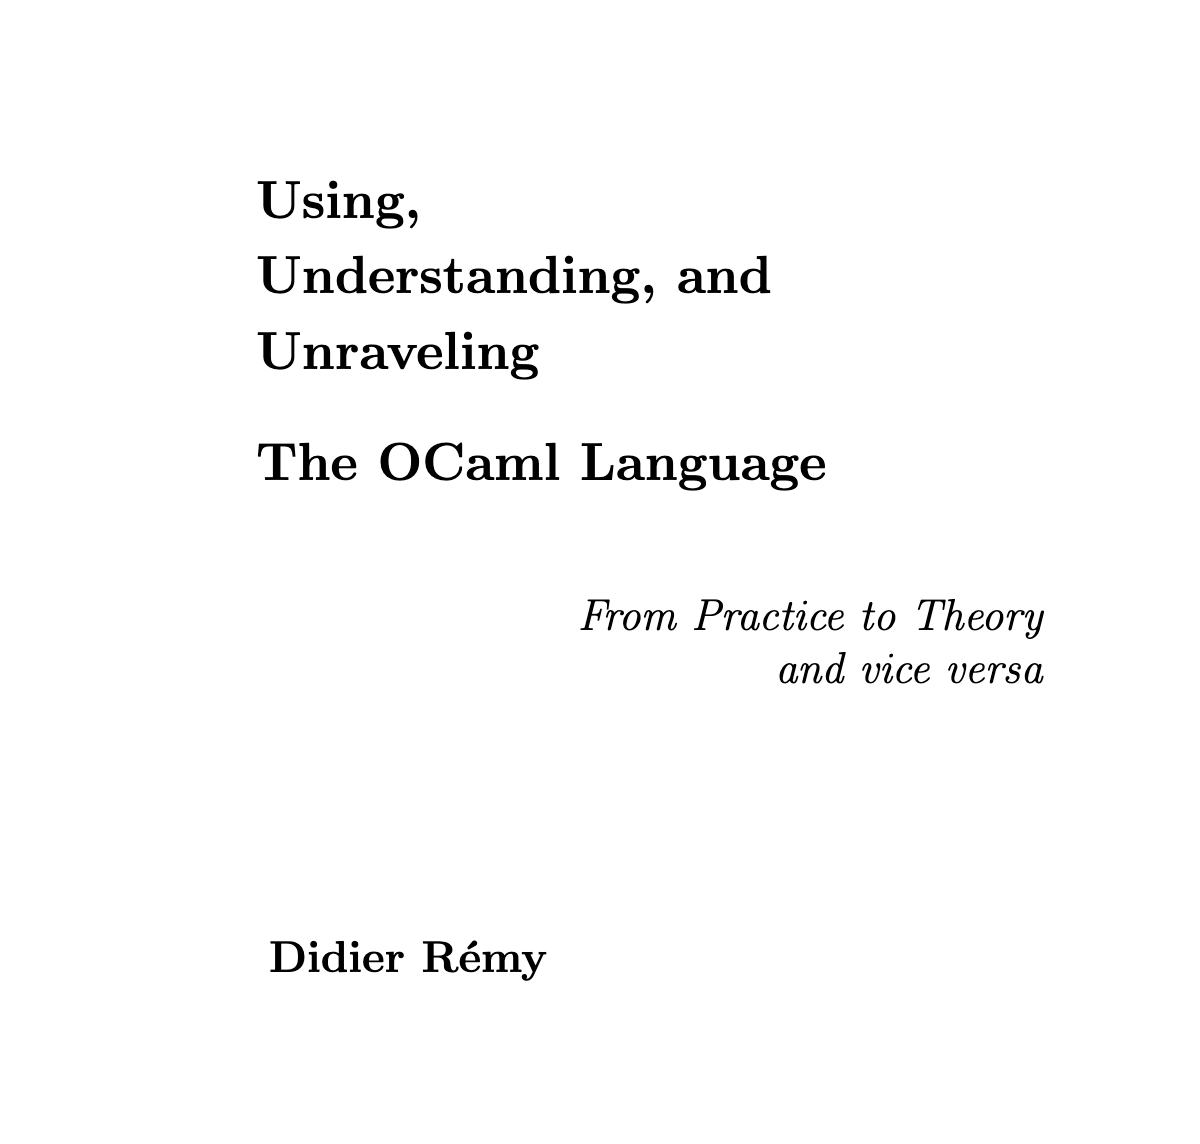 Using,
Understanding, and
Unraveling
The OCaml Language
From Practice to Theory
and vice versa
Didier Rémy